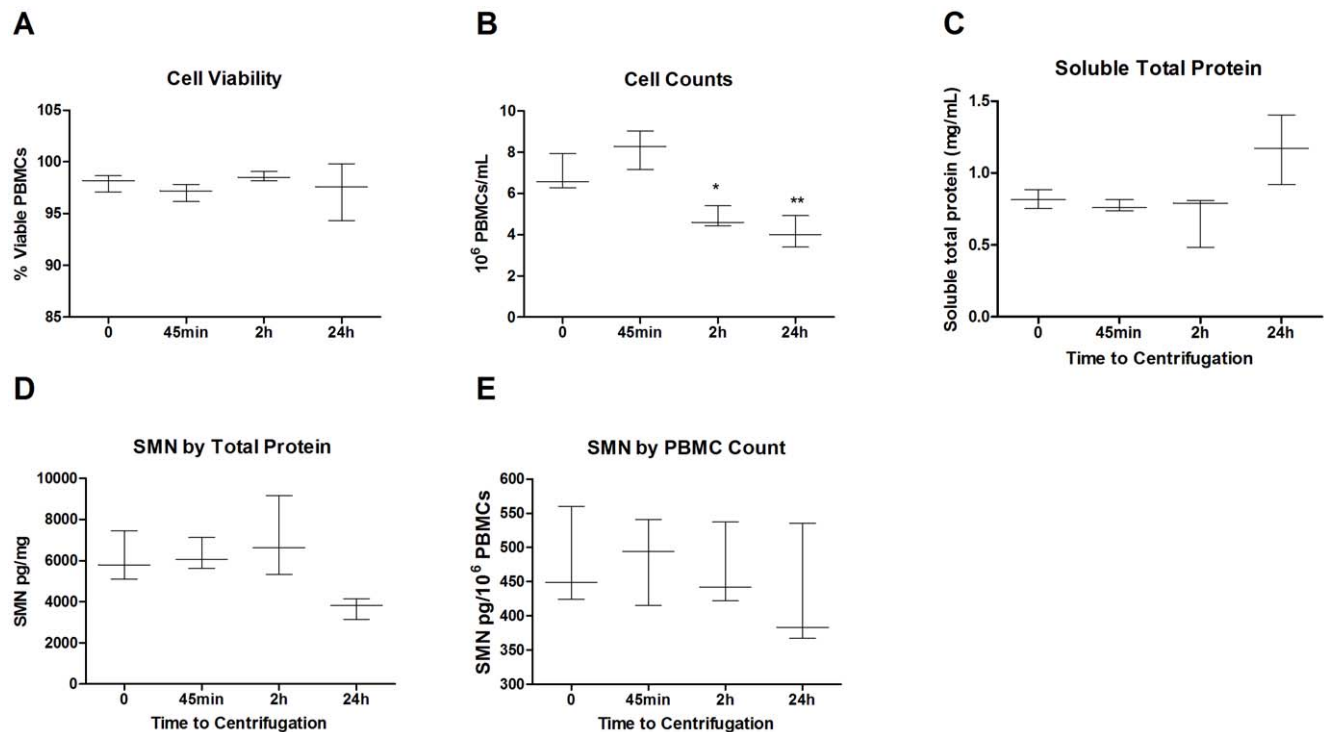 A
Cell Viability
% Viable PBMCs
105
100
95
90
85
0 45min 2h 24h
B
Cell Counts
10⁶ PBMCs/mL
10
8
6
4
2
0
*
**
0 45min 2h 24h
C
Soluble Total Protein
Soluble total protein (mg/mL)
1.5
1.0
0.5
0.0
0 45min 2h 24h
Time to Centrifugation
D
SMN by Total Protein
SMN pg/mg
10000
8000
6000
4000
2000
0
0 45min 2h 24h
Time to Centrifugation
E
SMN by PBMC Count
SMN pg/10⁶ PBMCs
600
550
500
450
400
350
300
0 45min 2h 24h
Time to Centrifugation